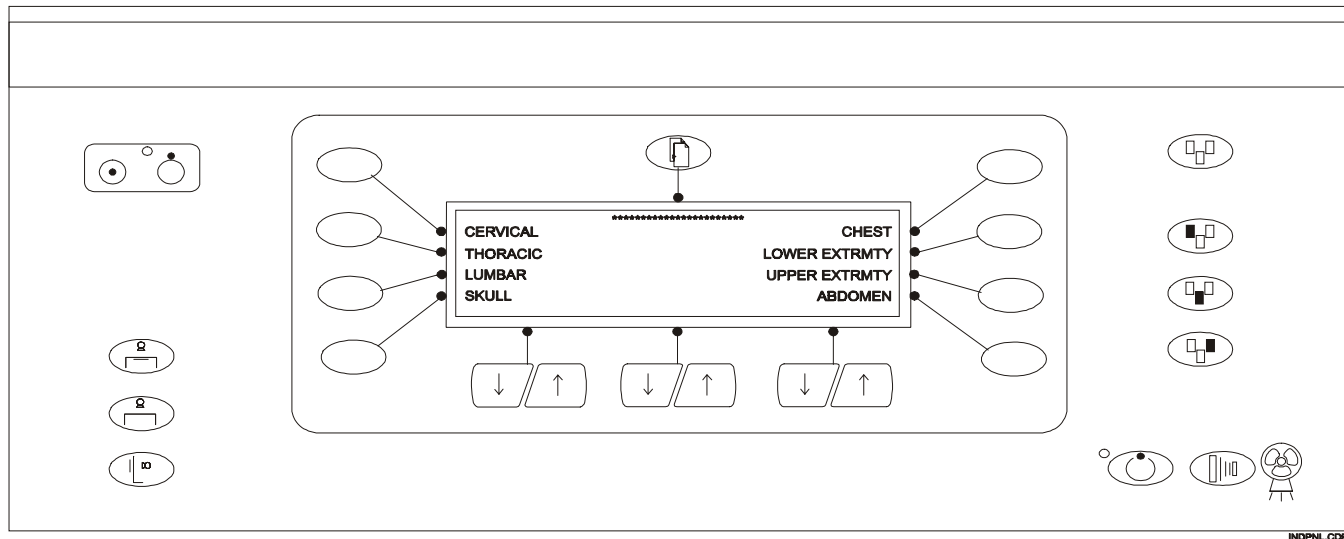 **********************
CERVICAL CHEST
THORACIC LOWER EXTRMTY
LUMBAR UPPER EXTRMTY
SKULL ABDOMEN